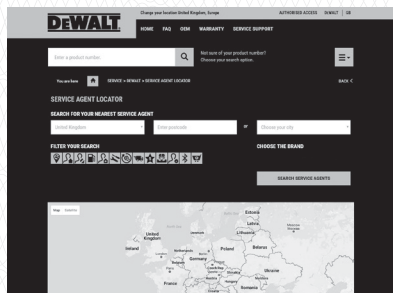 Change your location United Kingdom, Europe
AUTHORISED ACCESS DEWALT GB
DEWALT
HOME FAQ OEM WARRANTY SERVICE SUPPORT
Enter a product number
Not sure of your product number?
Choose your search option.
You are here SERVICE > DEWALT > SERVICE AGENT LOCATOR
BACK <
SERVICE AGENT LOCATOR
SEARCH FOR YOUR NEAREST SERVICE AGENT
United Kingdom
Enter postcode
or
Choose your city
FILTER YOUR SEARCH
CHOOSE THE BRAND
SEARCH SERVICE AGENTS
Map Satellite
Estonia
Latvia
Lithuania
United
Kingdom
Ireland
Netherlands
Poland
Belarus
Germany
Ukraine
France
Romania